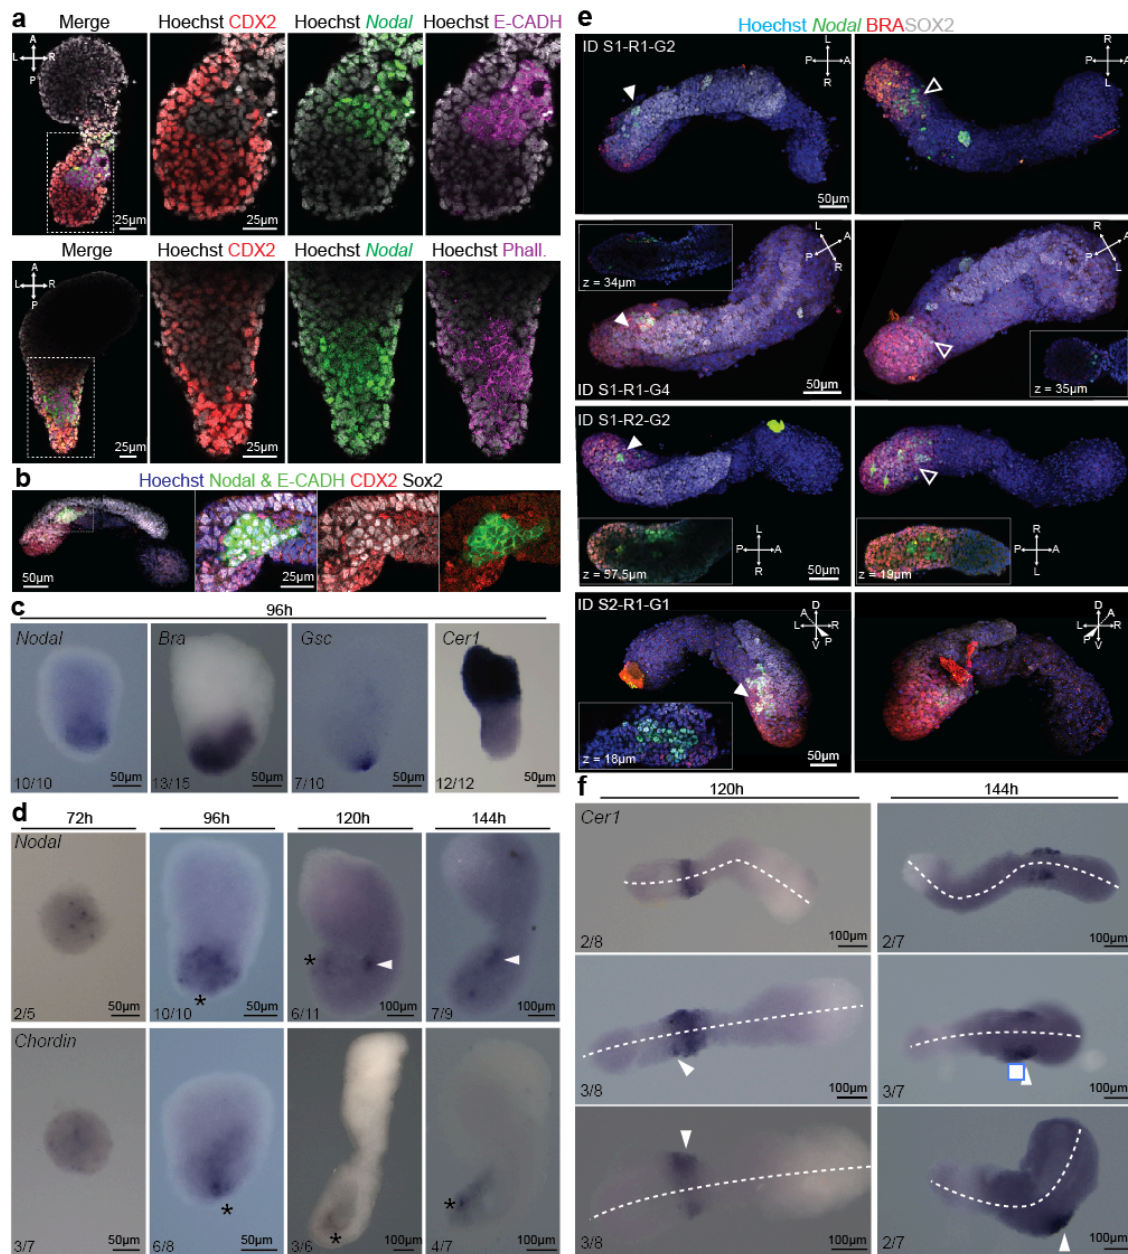 a
Merge
Hoechst CDX2
Hoechst Nodal
Hoechst E-CADH
A
L R
P
25µm
25µm
25µm
Merge
Hoechst CDX2
Hoechst Nodal
Hoechst Phall.
A
L R
P
25µm
25µm
b
Hoechst Nodal & E-CADH CDX2 Sox2
50µm
25µm
c
96h
Nodal
Bra
Gsc
Cer1
10/10
50µm
13/15
50µm
7/10
50µm
12/12
50µm
d
72h
96h
120h
144h
Nodal
2/5
50µm
*
10/10
50µm
*
6/11
100µm
7/9
100µm
Chordin
3/7
50µm
*
6/8
50µm
*
3/6
100µm
*
4/7
100µm
e
Hoechst Nodal BRASOX2
ID S1-R1-G2
L
P A
R
R
P A
L
50µm
z = 34µm
L
A
P
R
L
A
P
R
ID S1-R1-G4
50µm
z = 35µm
ID S1-R2-G2
z = 57.5µm
L
P A
R
50µm
z = 19µm
R
P A
L
ID S2-R1-G1
D
A
L R
P
V
D
A
L R
P
V
z = 18µm
50µm
f
120h
144h
Cer1
2/8
100µm
2/7
100µm
3/8
100µm
3/7
100µm
3/8
100µm
2/7
100µm